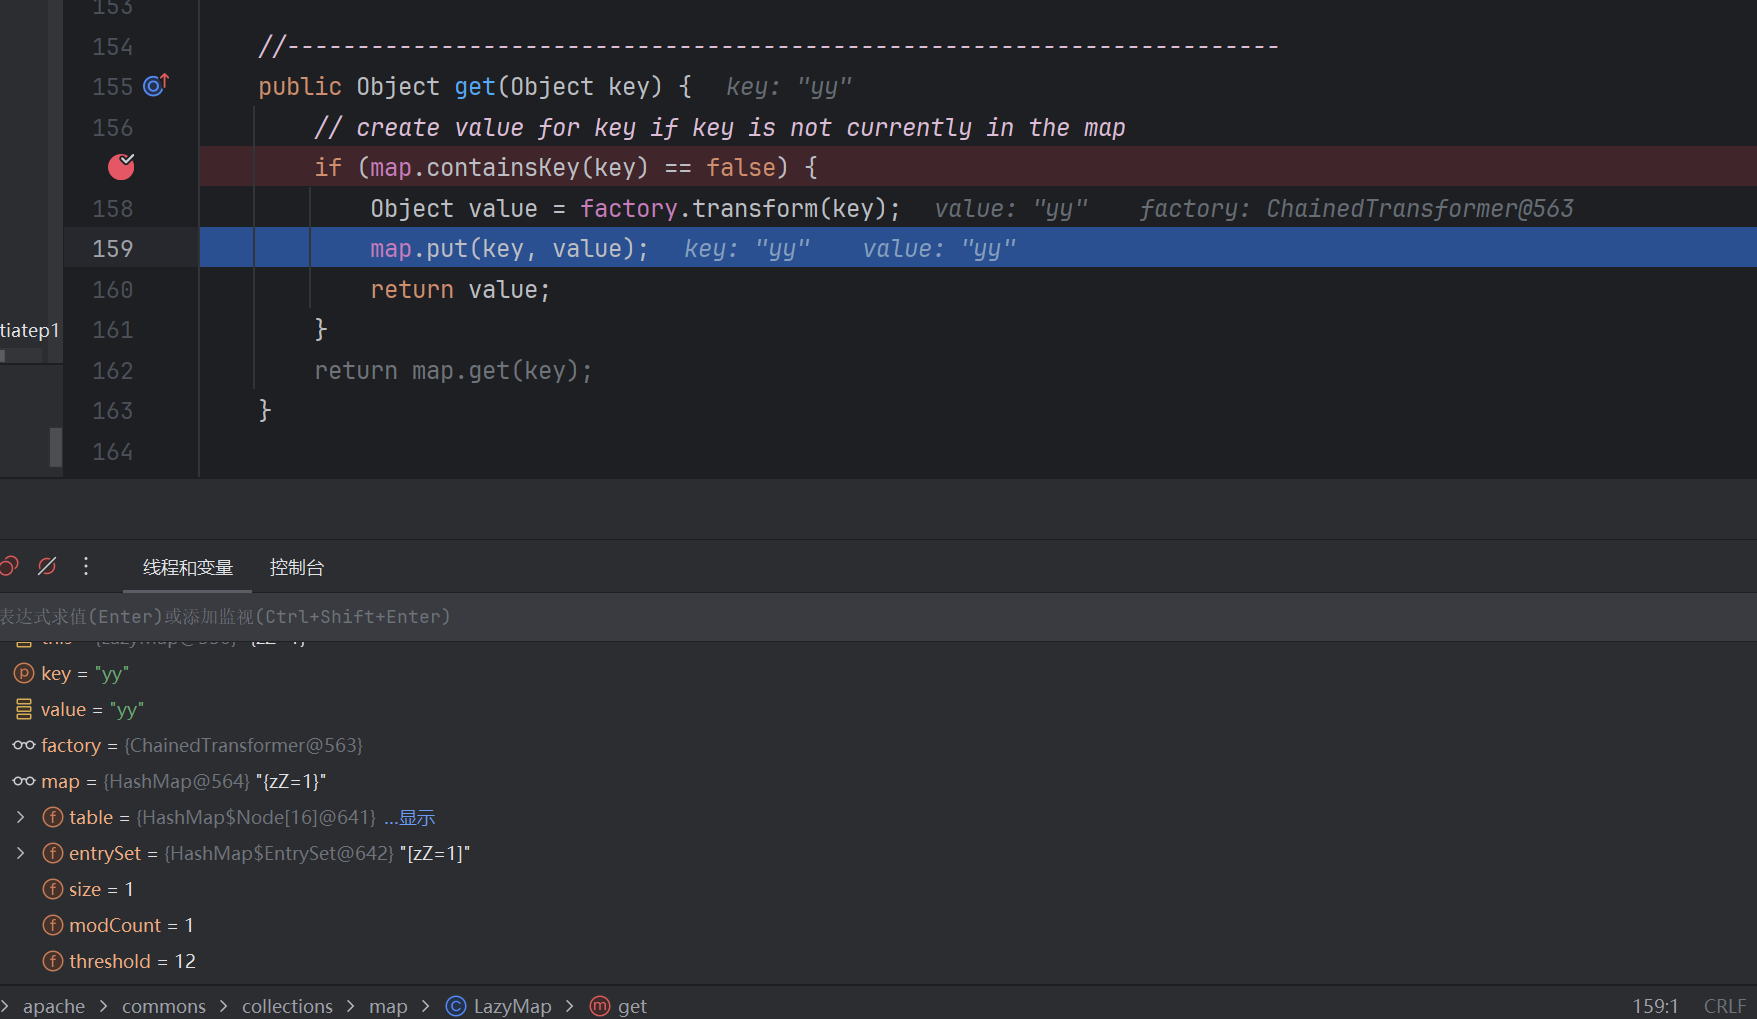 153
154 //-----------------------------------------------------------------------
155 public Object get(Object key) { key: "yy"
156 // create value for key if key is not currently in the map
if (map.containsKey(key) == false) {
158 Object value = factory.transform(key); value: "yy" factory: ChainedTransformer@563
159 map.put(key, value); key: "yy" value: "yy"
160 return value;
tiatep1
161 }
162 return map.get(key);
163 }
164
线程和变量 控制台
表达式求值(Enter)或添加监视(Ctrl+Shift+Enter)
key = "yy"
value = "yy"
factory = {ChainedTransformer@563}
map = {HashMap@564} "{zZ=1}"
table = {HashMap$Node[16]@641} ...显示
entrySet = {HashMap$EntrySet@642} "[zZ=1]"
size = 1
modCount = 1
threshold = 12
apache > commons > collections > map > LazyMap > get 159:1 CRLF